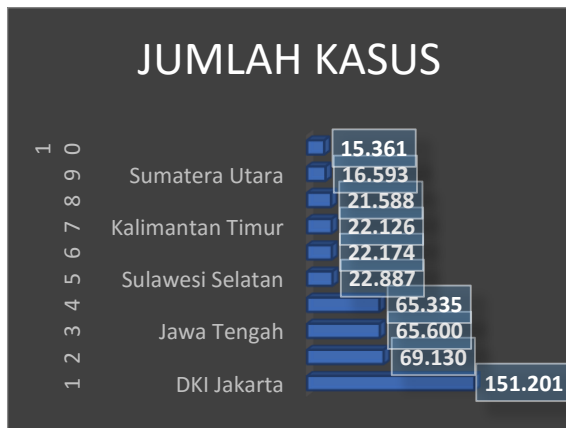 JUMLAH KASUS
10 15.361
9 Sumatera Utara 16.593
8 21.588
7 Kalimantan Timur 22.126
6 22.174
5 Sulawesi Selatan 22.887
4 65.335
3 Jawa Tengah 65.600
2 69.130
1 DKI Jakarta 151.201